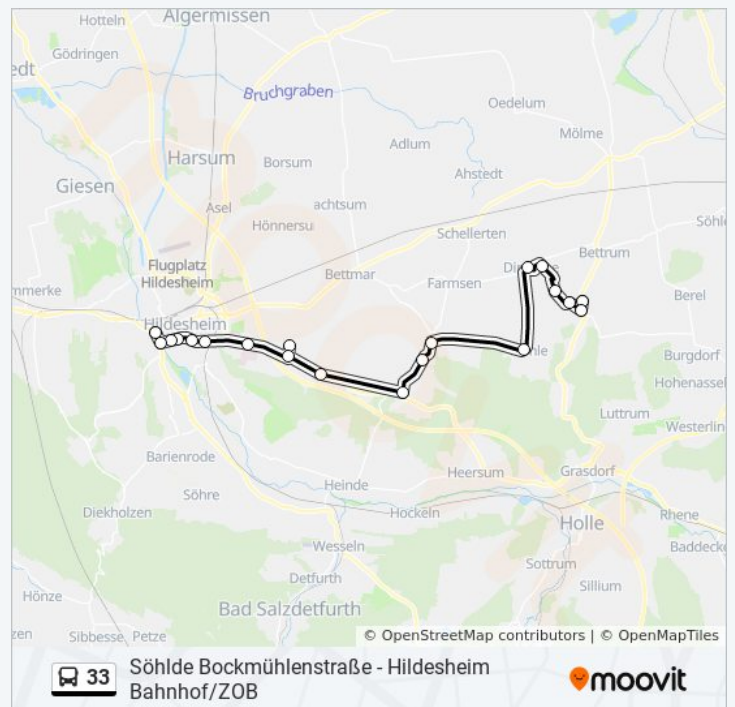 Hotteln
Algermissen
Gödringen
edt
Bruchgraben
Oedelum
Mölme
Adlum
Harsum
Borsum
Ahstedt
Giesen
achtsum
Asel
Hönnersu
Söhl
Schellerten
Bettrum
Flugplatz
Hildesheim
Bettmar
Farmsen
mmerke
Berel
Hildesheim
hle
Burgdorf
Hohenassel
Luttrum
Westerlin
Barienrode
Heersum
Grasdorf
Söhre
Heinde
Diekholzen
Hockeln
Rhene
Holle
Wesseln
Baddeck
Sottrum
Detfurth
Sillium
Hönze
Bad Salzdetfurth
zen
Sibbesse
Petze
© OpenStreetMap contributors | © OpenMapTiles
33
Söhlde Bockmühlenstraße - Hildesheim
Bahnhof/ZOB
moovit